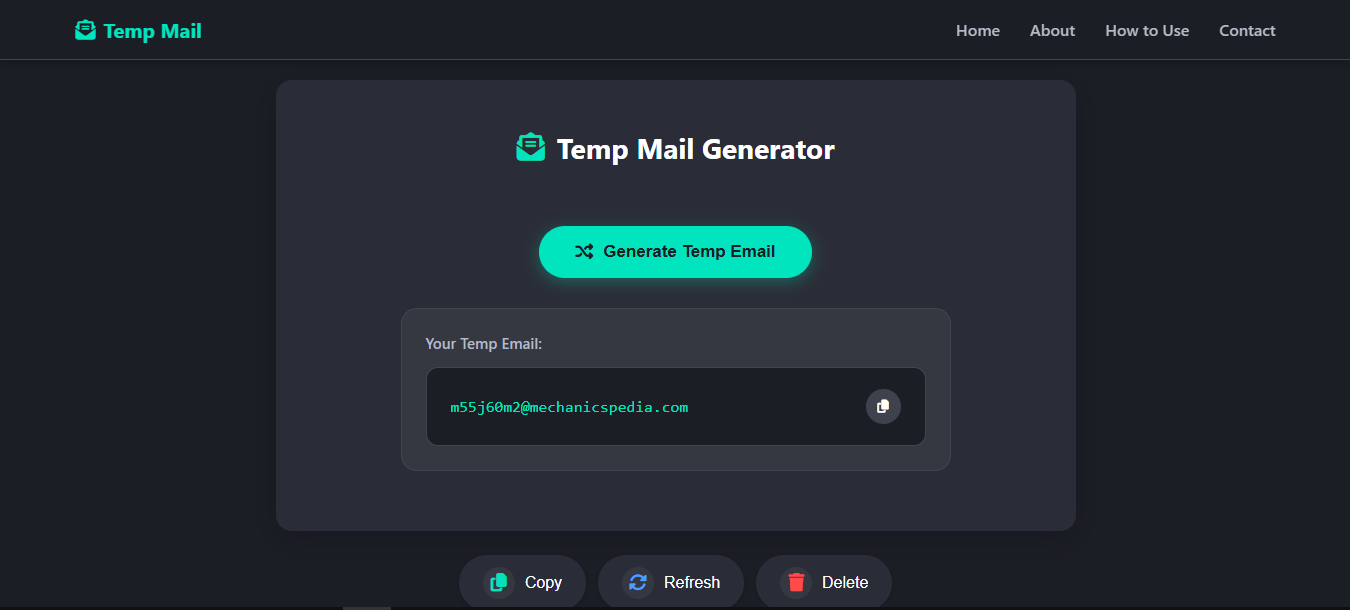 Temp Mail
Home
About
How to Use
Contact
Temp Mail Generator
Generate Temp Email
Your Temp Email:
m55j60m2@mechanicspedia.com
Copy
Refresh
Delete